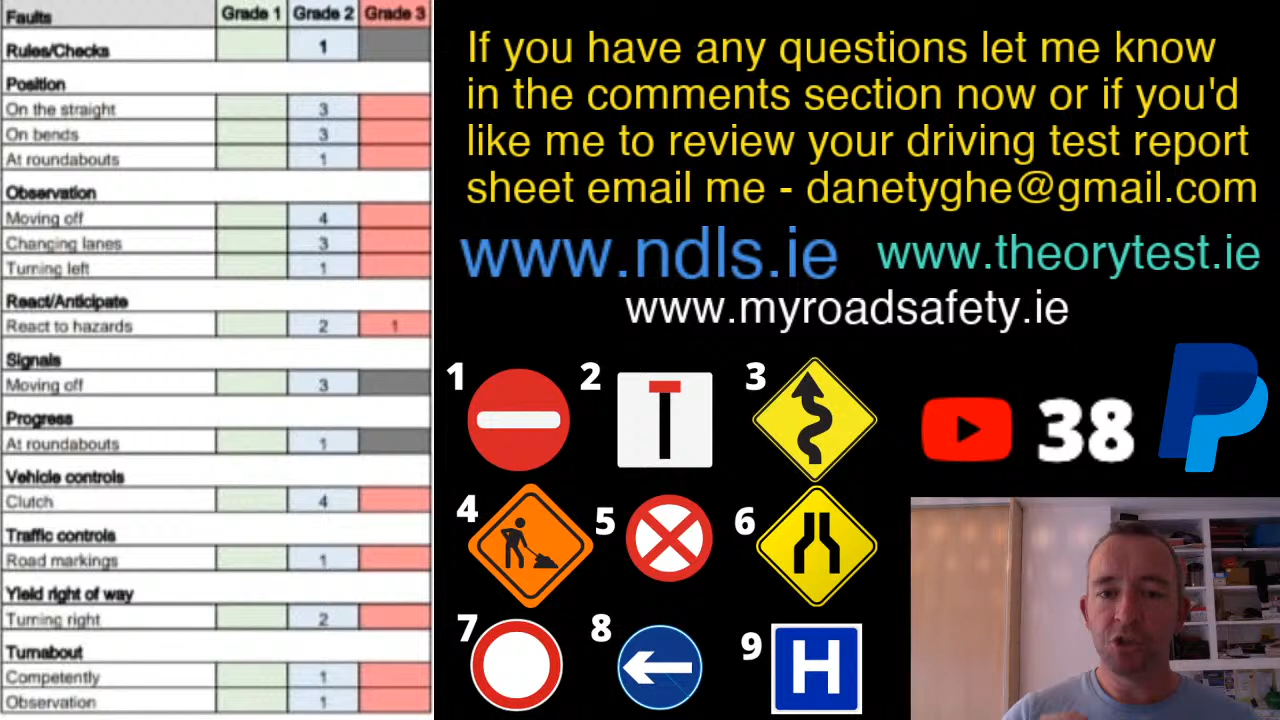 Faults Grade 1 Grade 2 Grade 3
Rules/Checks 1
Position
On the straight 3
On bends 3
At roundabouts 1
Observation
Moving off 4
Changing lanes 3
Turning left 1
React/Anticipate
React to hazards 2 1
Signals
Moving off 3
Progress
At roundabouts 1
Vehicle controls
Clutch 4
Traffic controls
Road markings 1
Yield right of way
Turning right 2
Turnabout
Competently 1
Observation 1
If you have any questions let me know
in the comments section now or if you'd
like me to review your driving test report
sheet email me - danetyghe@gmail.com
www.ndls.ie www.theorytest.ie
www.myroadsafety.ie
1 2 3
38
4 5 6
7 8 9 H